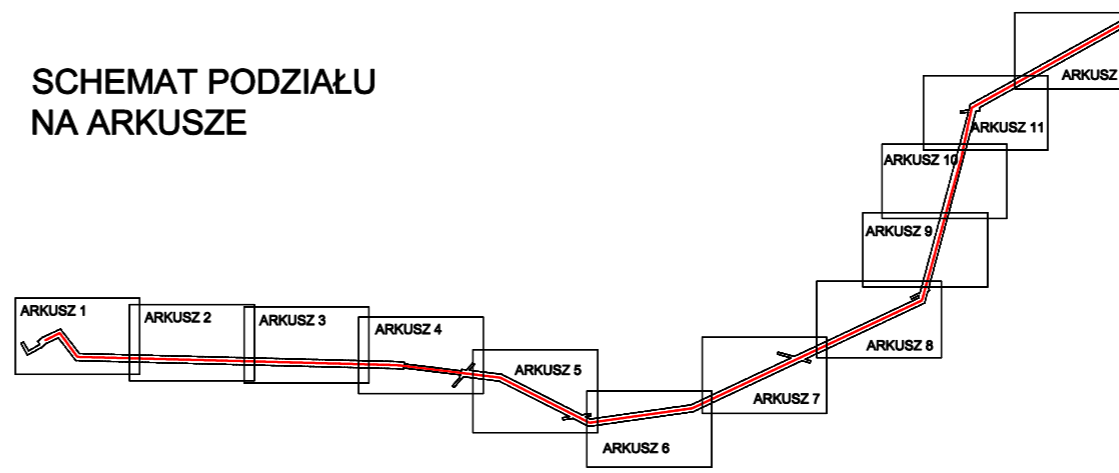 SCHEMAT PODZIAŁU
NA ARKUSZE
ARKUSZ 1
ARKUSZ 2
ARKUSZ 3
ARKUSZ 4
ARKUSZ 5
ARKUSZ 6
ARKUSZ 7
ARKUSZ 8
ARKUSZ 9
ARKUSZ 10
ARKUSZ 11
ARKUSZ